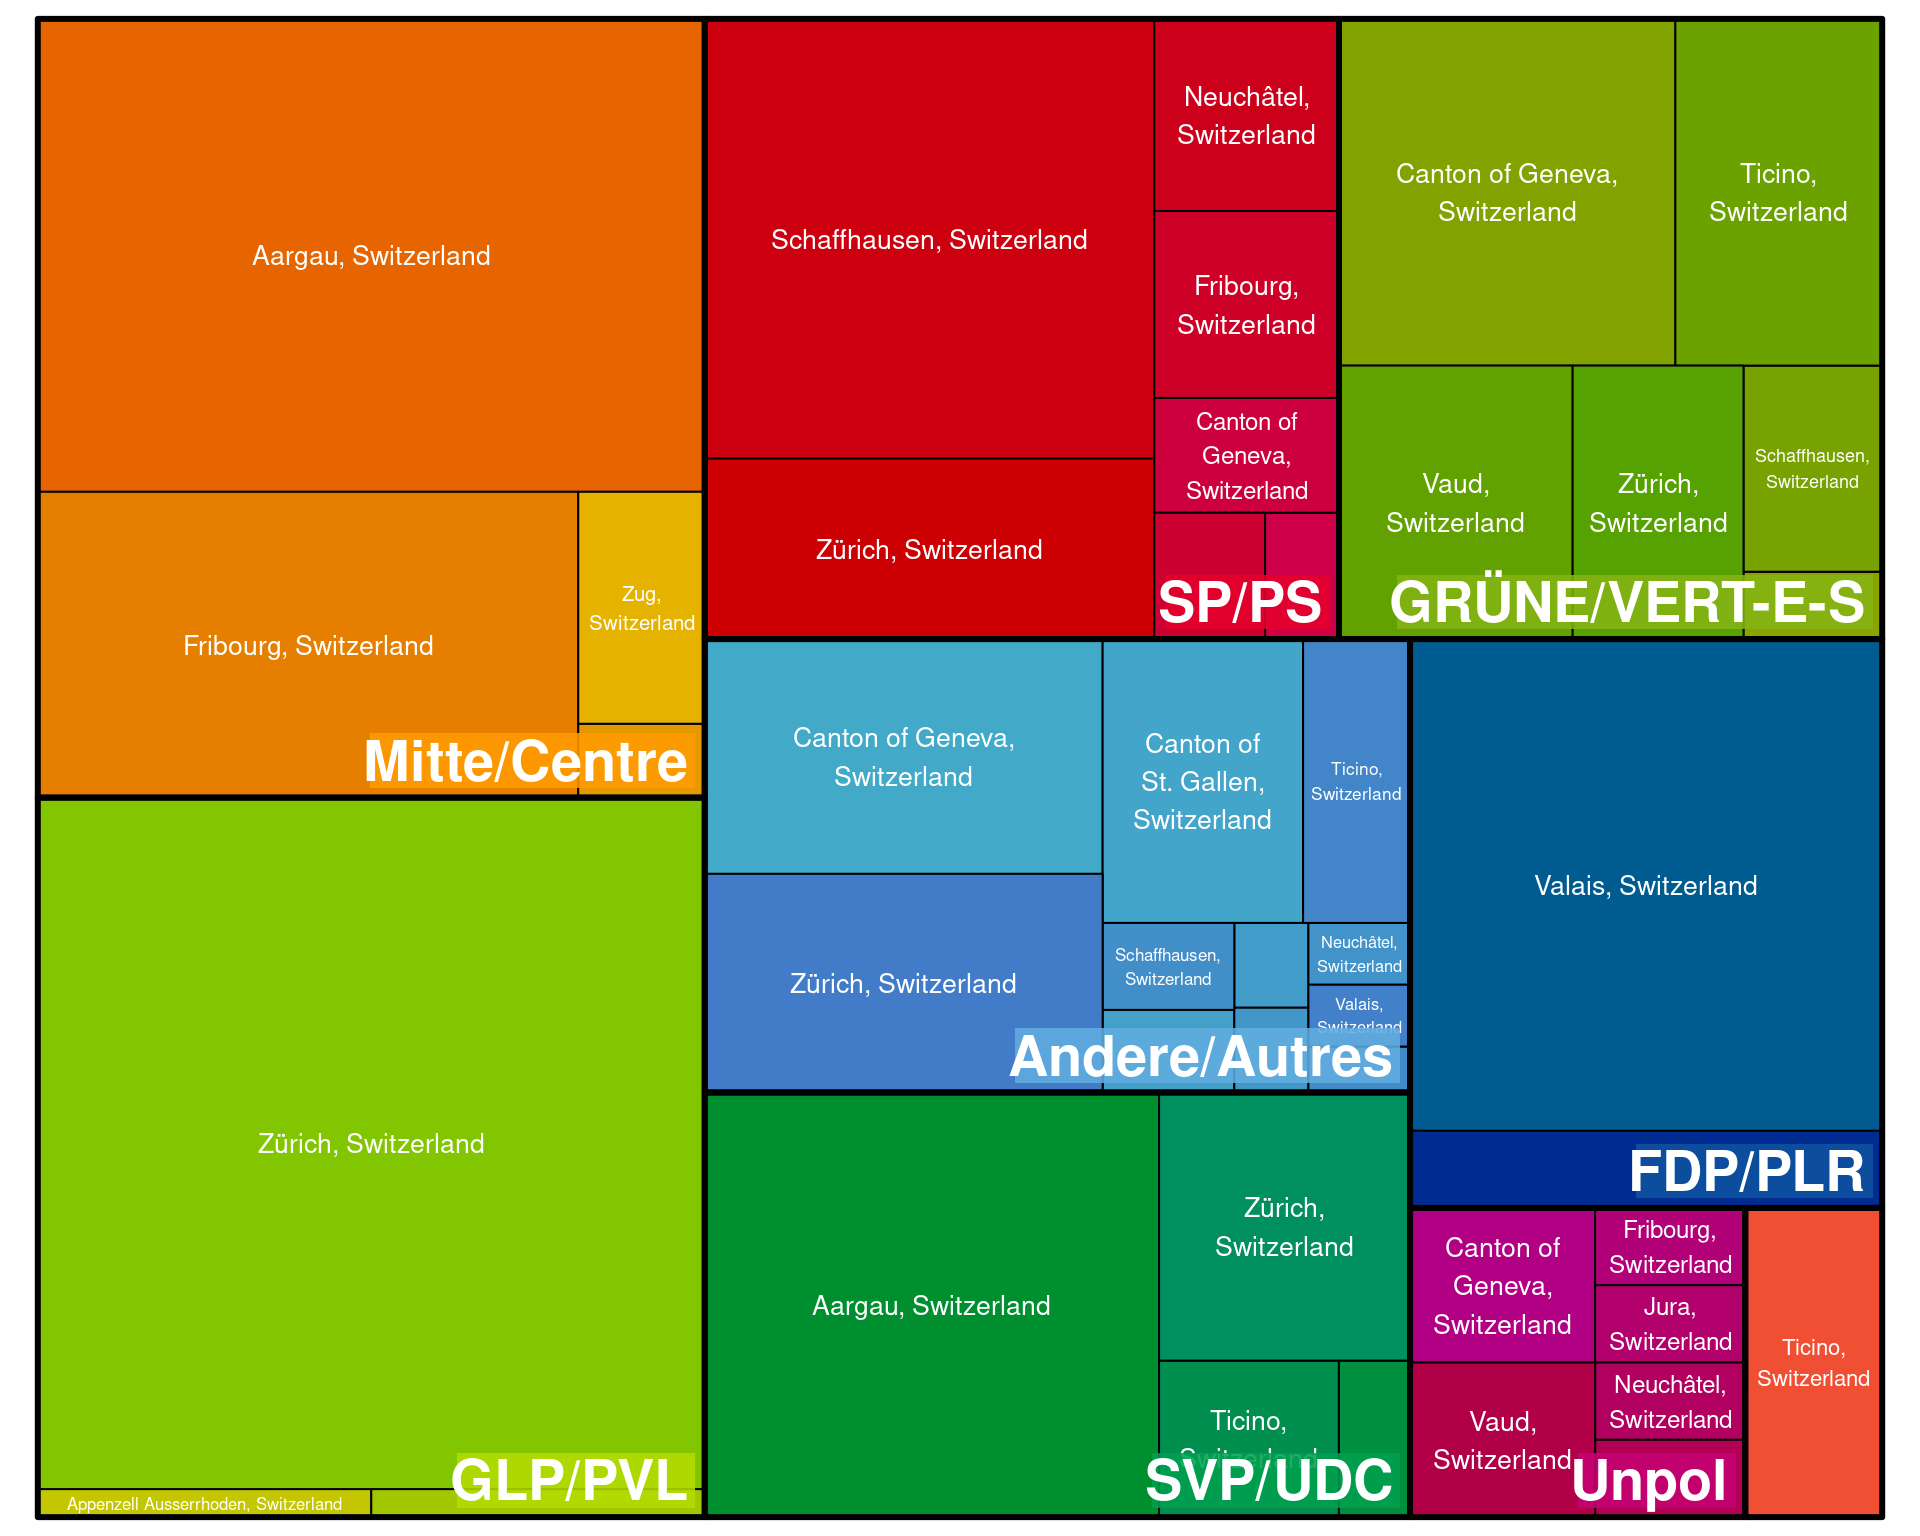 Aargau, Switzerland
Fribourg, Switzerland
Zug,
Switzerland
Mitte/Centre
Zürich, Switzerland
Appenzell Ausserrhoden, Switzerland
GLP/PVL
Schaffhausen, Switzerland
Neuchâtel,
Switzerland
Fribourg,
Switzerland
Canton of
Geneva,
Switzerland
Zürich, Switzerland
SP/PS
Canton of Geneva,
Switzerland
Ticino,
Switzerland
Vaud,
Switzerland
Zürich,
Switzerland
Schaffhausen,
Switzerland
GRÜNE/VERT-E-S
Canton of Geneva,
Switzerland
Canton of
St. Gallen,
Switzerland
Ticino,
Switzerland
Zürich, Switzerland
Schaffhausen,
Switzerland
Neuchâtel,
Switzerland
Valais,
Switzerland
Andere/Autres
Valais, Switzerland
FDP/PLR
Aargau, Switzerland
Zürich,
Switzerland
Ticino,
Switzerland
SVP/UDC
Canton of
Geneva,
Switzerland
Fribourg,
Switzerland
Jura,
Switzerland
Neuchâtel,
Switzerland
Vaud,
Switzerland
Unpol
Ticino,
Switzerland